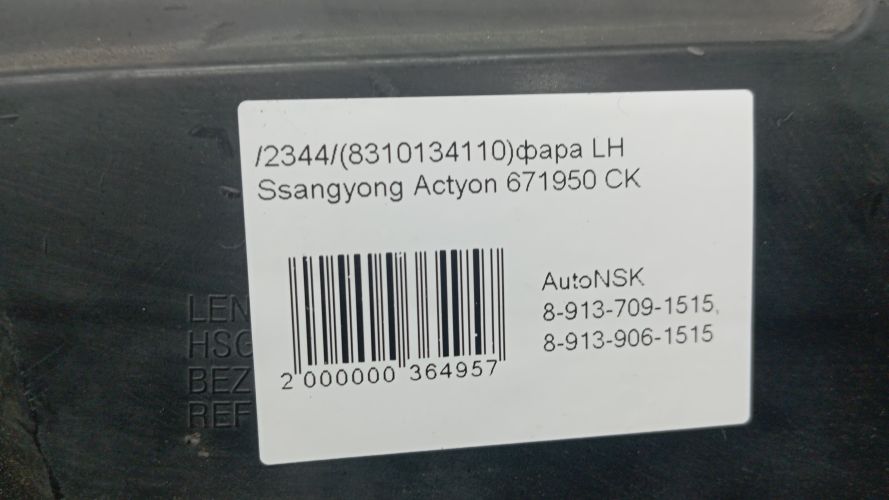 /2344/(8310134110)фара LH
Ssangyong Actyon 671950 CK
AutoNSK
8-913-709-1515,
8-913-906-1515
2 000000 364957
LEN
HSG
BEZ
REF